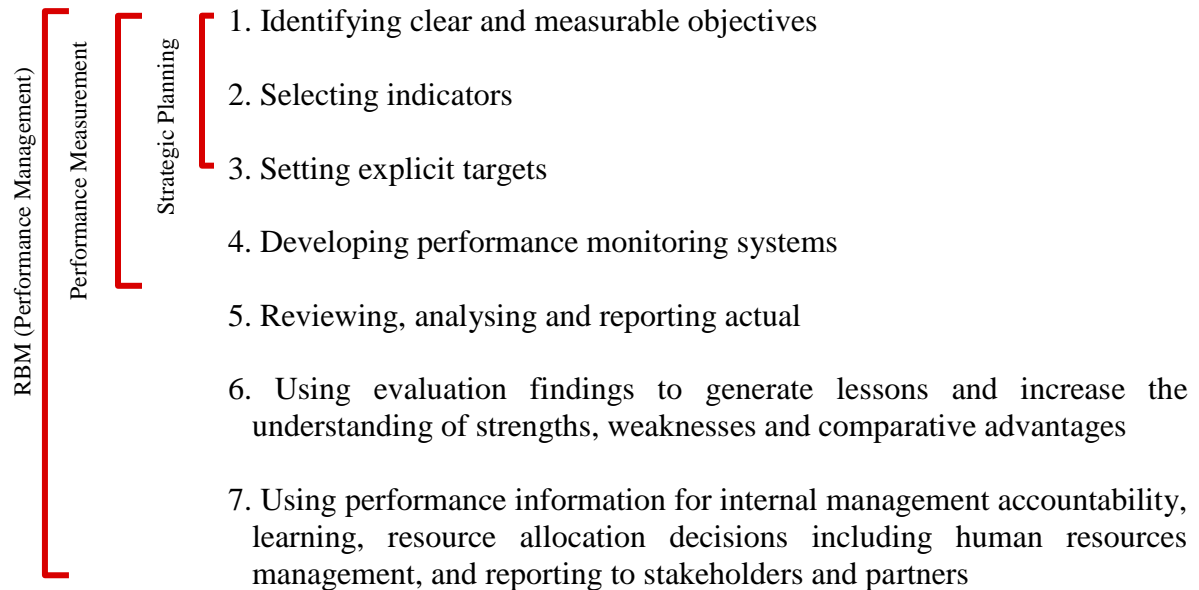 RBM (Performance Management)
Performance Measurement
Strategic Planning
1. Identifying clear and measurable objectives
2. Selecting indicators
3. Setting explicit targets
4. Developing performance monitoring systems
5. Reviewing, analysing and reporting actual
6. Using evaluation findings to generate lessons and increase the
understanding of strengths, weaknesses and comparative advantages
7. Using performance information for internal management accountability,
learning, resource allocation decisions including human resources
management, and reporting to stakeholders and partners